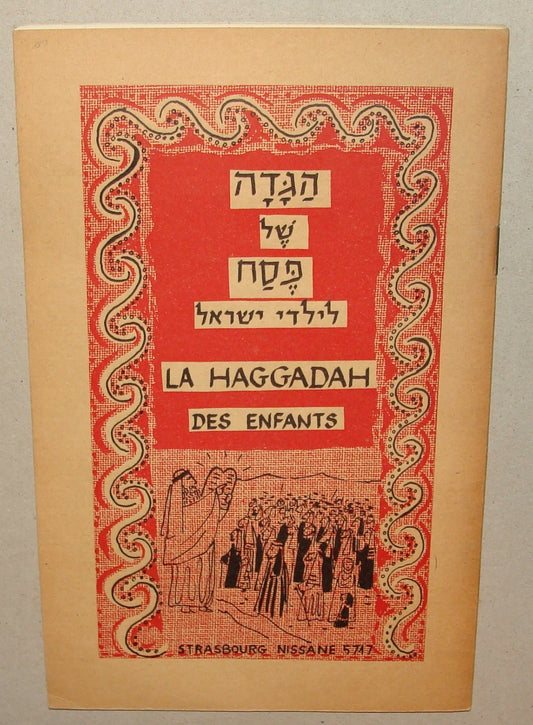 הַגָּדָה
שֶׁל
פֶּסַח
לילדי ישראל
LA HAGGADAH
DES ENFANTS
STRASBOURG NISSANE 5717